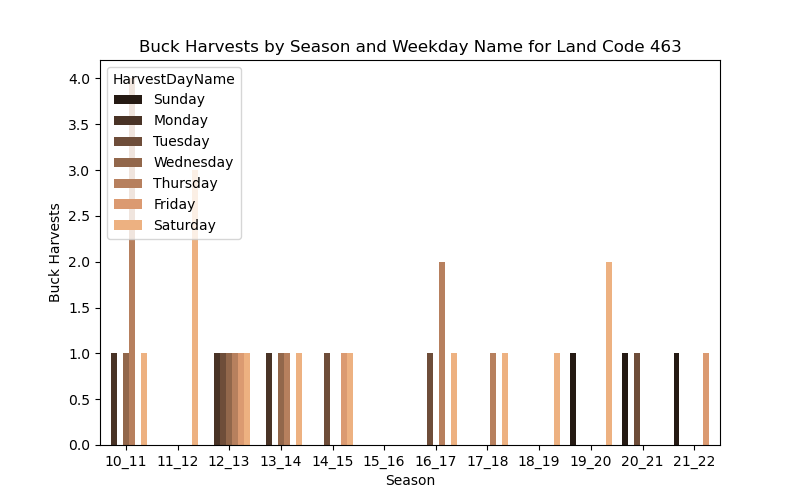 Buck Harvests by Season and Weekday Name for Land Code 463
HarvestDayName
Sunday
Monday
Tuesday
Wednesday
Thursday
Friday
Saturday
4.0
3.5
3.0
2.5
2.0
1.5
1.0
0.5
0.0
Buck Harvests
10_11 11_12 12_13 13_14 14_15 15_16 16_17 17_18 18_19 19_20 20_21 21_22
Season